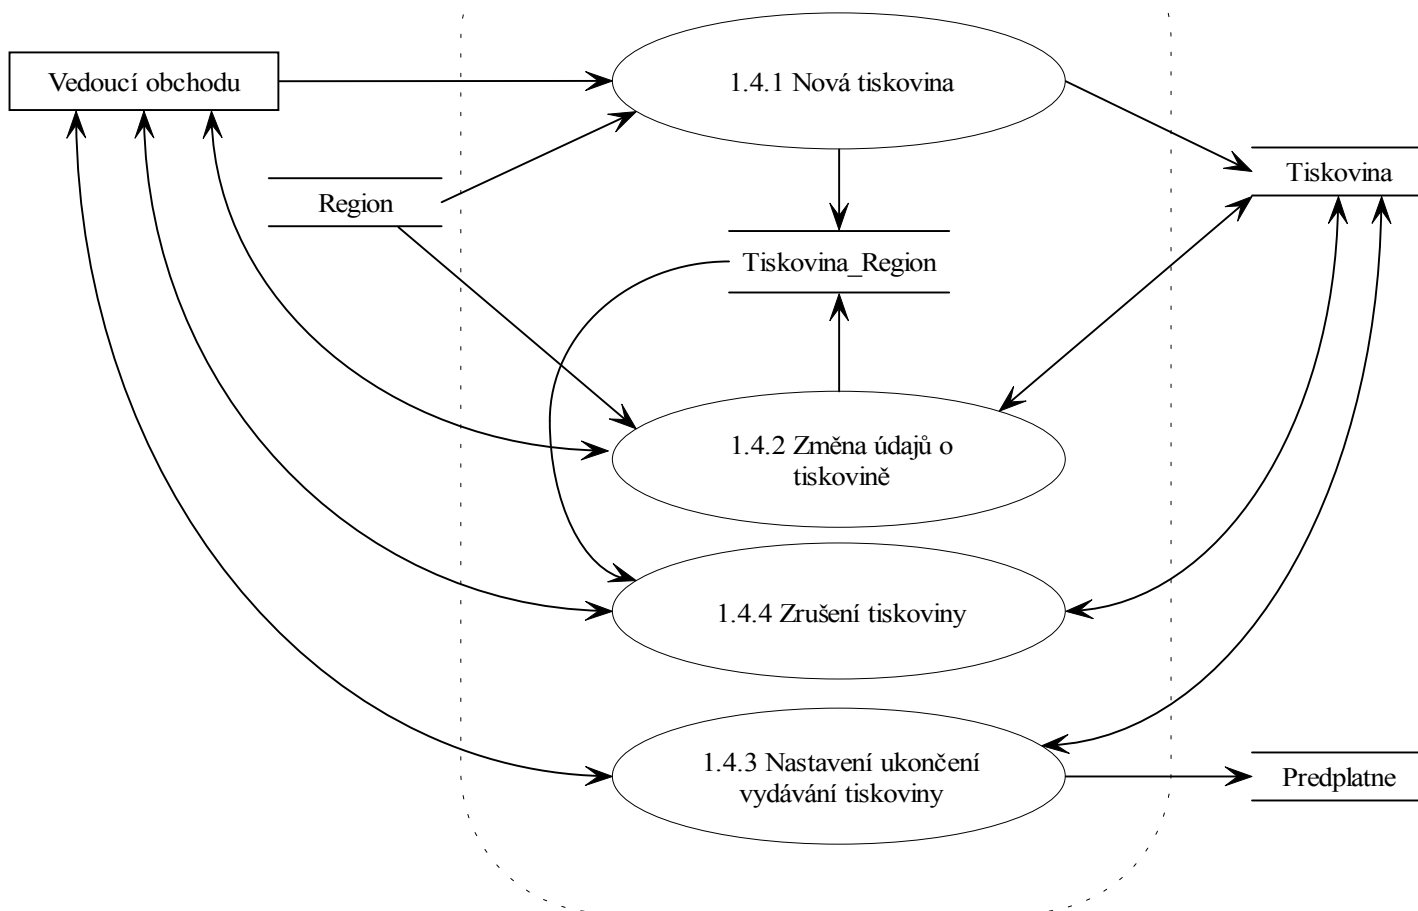 Vedoucí obchodu
1.4.1 Nová tiskovina
Tiskovina
Region
Tiskovina_Region
1.4.2 Změna údajů o
tiskovině
1.4.4 Zrušení tiskoviny
1.4.3 Nastavení ukončení
vydávání tiskoviny
Predplatne